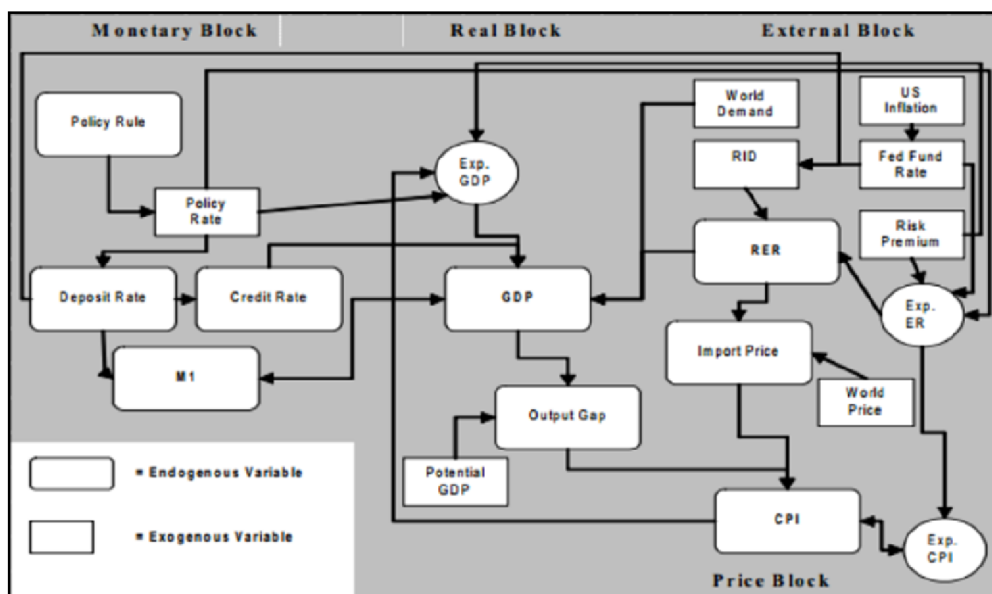 Monetary Block
Real Block
External Block
Policy Rule
World
Demand
US
Inflation
Exp.
GDP
RID
Fed Fund
Rate
Policy
Rate
Risk
Premium
RER
Deposit Rate
Credit Rate
GDP
Exp.
ER
M1
Import Price
World
Price
Output Gap
= Endogenous Variable
Potential
GDP
CPI
Exp.
CPI
= Exogenous Variable
Price Block